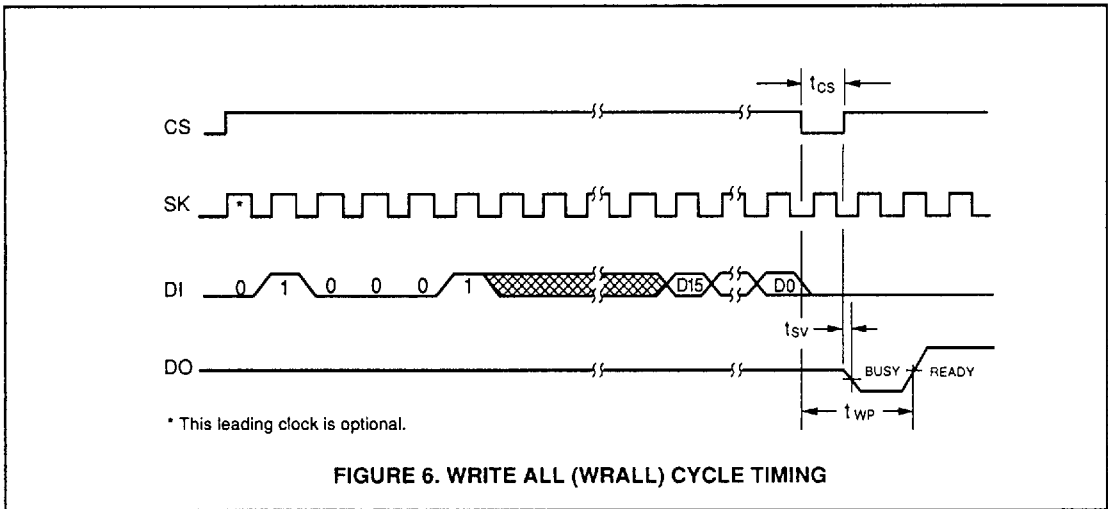 tCS
CS
SK *
DI 0 1 0 0 0 1 D15 D0
tSV
DO BUSY READY
tWP
* This leading clock is optional.
FIGURE 6. WRITE ALL (WRALL) CYCLE TIMING